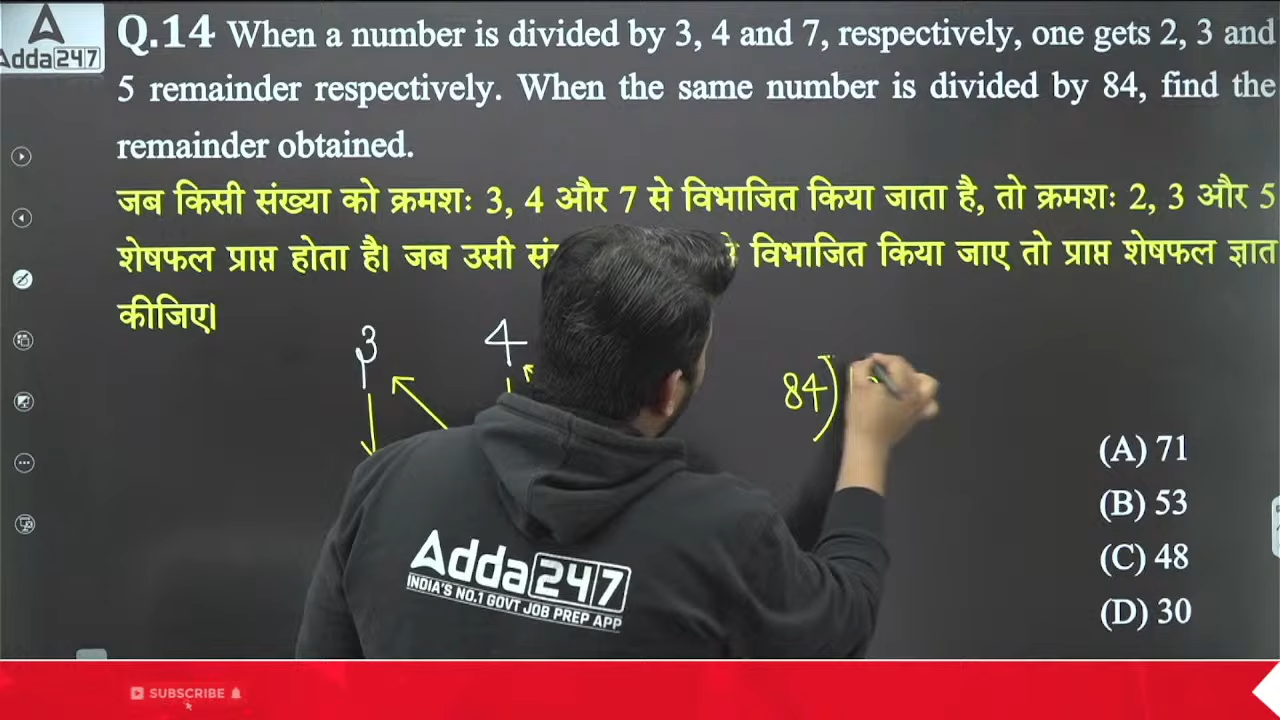 Adda247
Q.14 When a number is divided by 3, 4 and 7, respectively, one gets 2, 3 and
5 remainder respectively. When the same number is divided by 84, find the
remainder obtained.
जब किसी संख्या को क्रमशः 3, 4 और 7 से विभाजित किया जाता है, तो क्रमशः 2, 3 और 5
शेषफल प्राप्त होता है। जब उसी विभाजित किया जाए तो प्राप्त शेषफल ज्ञात
कीजिए।
3 4
84)
(A) 71
(B) 53
(C) 48
(D) 30
Adda247
INDIA'S NO.1 GOVT JOB PREP APP
SUBSCRIBE